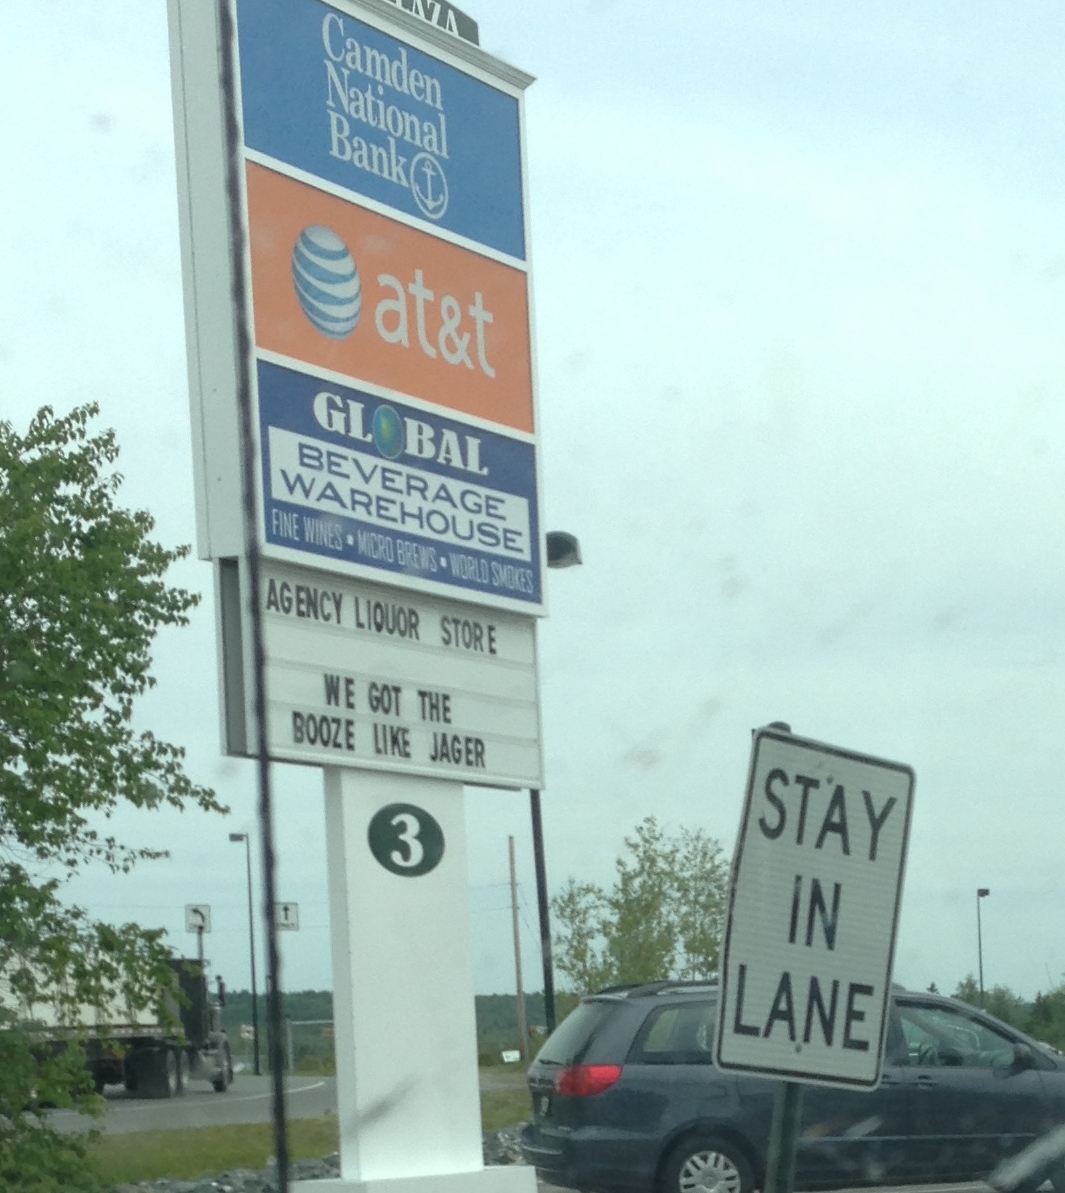 Camden
National
Bank
at&t
GLOBAL
BEVERAGE
WAREHOUSE
FINE WINES • MICRO BREWS • WORLD SMOKES
AGENCY LIQUOR STORE
WE GOT THE
BOOZE LIKE JAGER
3
STAY
IN
LANE